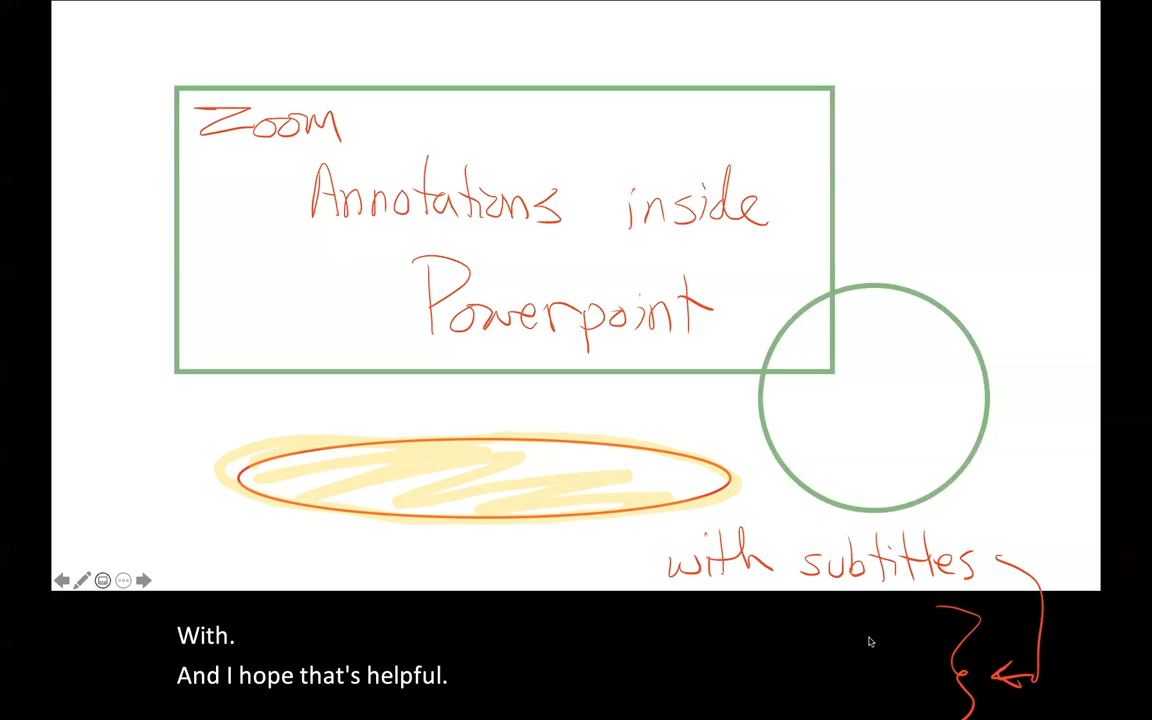 Zoom
Annotations inside
Powerpoint
with subtitles
With.
And I hope that's helpful.